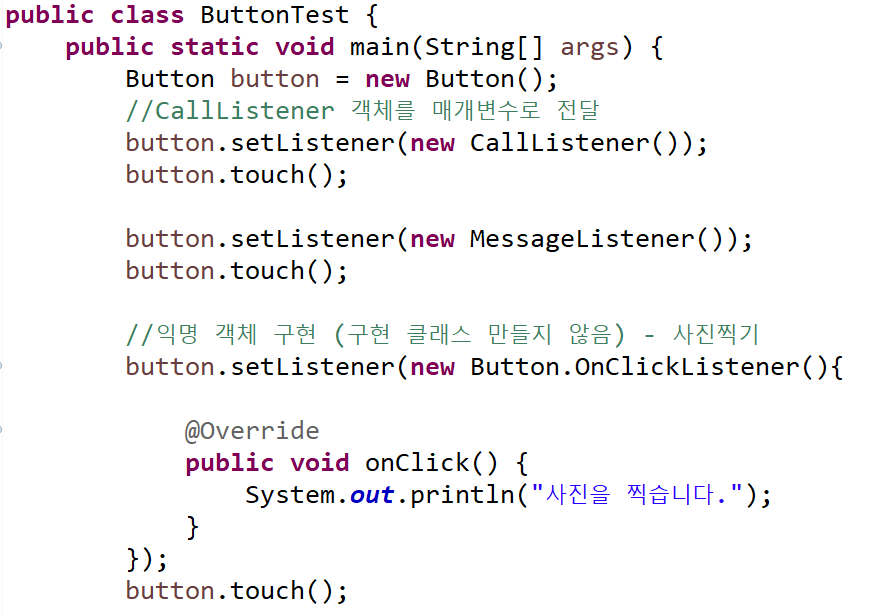 public class ButtonTest {
public static void main(String[] args) {
Button button = new Button();
//CallListener 객체를 매개변수로 전달
button.setListener(new CallListener());
button.touch();
button.setListener(new MessageListener());
button.touch();
//익명 객체 구현 (구현 클래스 만들지 않음) - 사진찍기
button.setListener(new Button.OnClickListener(){
@Override
public void onClick() {
System.out.println("사진을 찍습니다.");
}
});
button.touch();